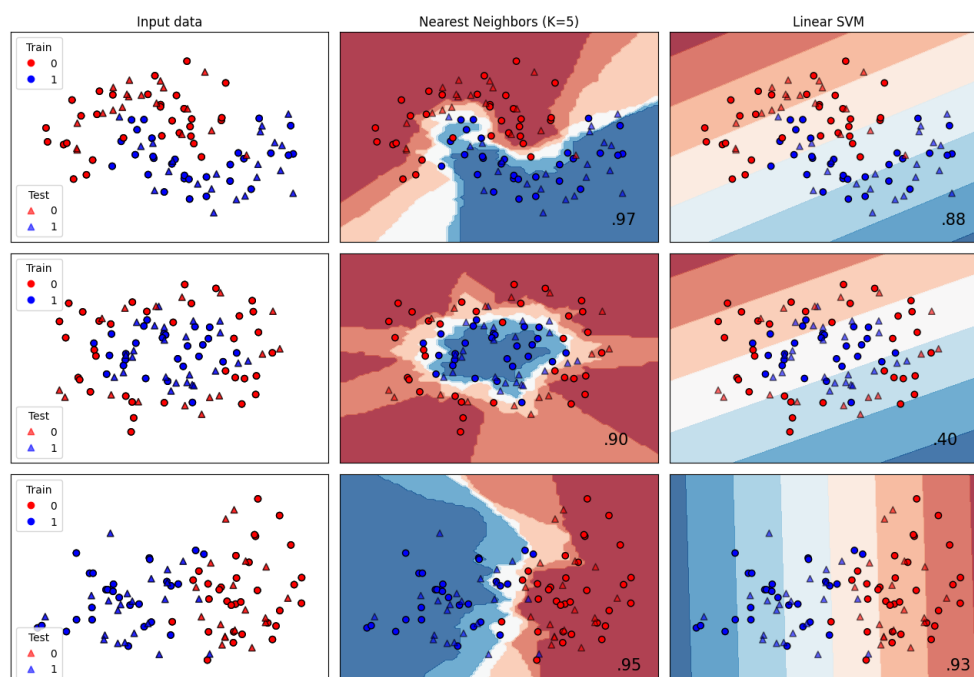 Input data
Nearest Neighbors (K=5)
Linear SVM
Train
0
1
Test
0
1
.97
.88
Train
0
1
Test
0
1
.90
.40
Train
0
1
Test
0
1
.95
.93